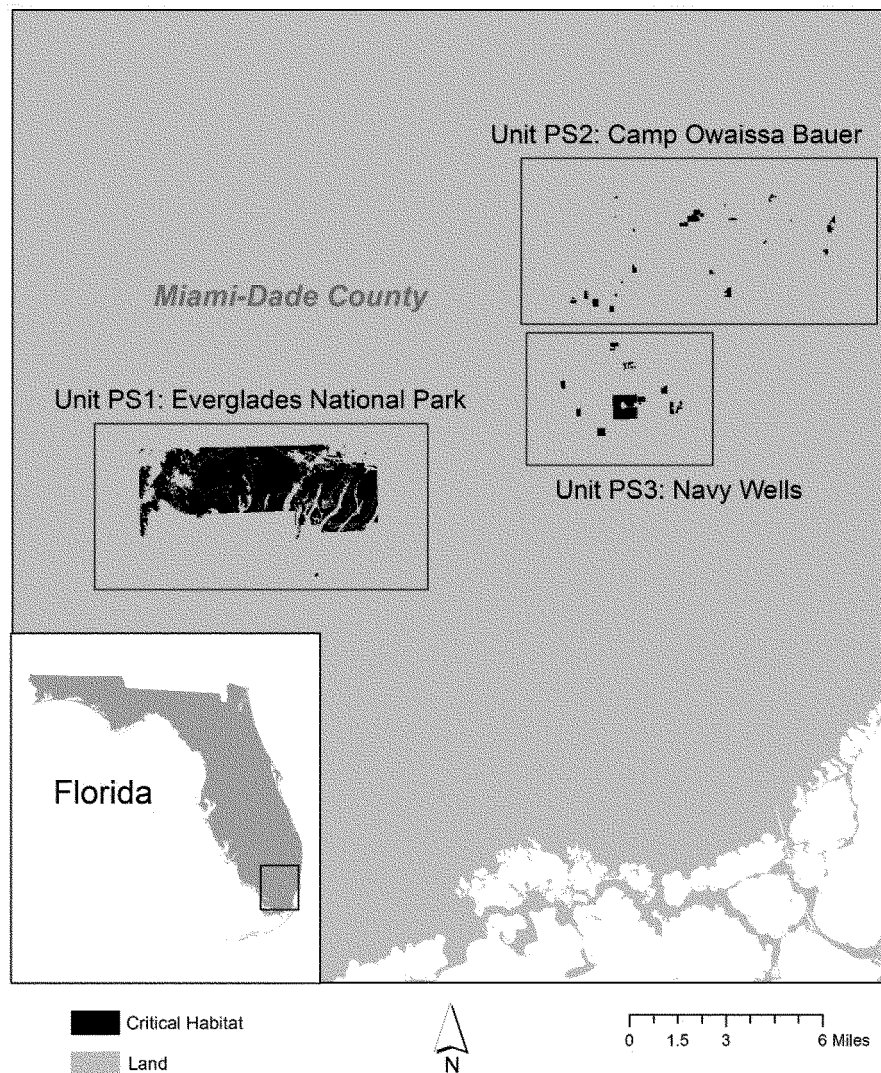 Unit PS2: Camp Owaissa Bauer
Miami-Dade County
Unit PS1: Everglades National Park
Unit PS3: Navy Wells
Florida
Critical Habitat
Land
N
0 1.5 3 6 Miles